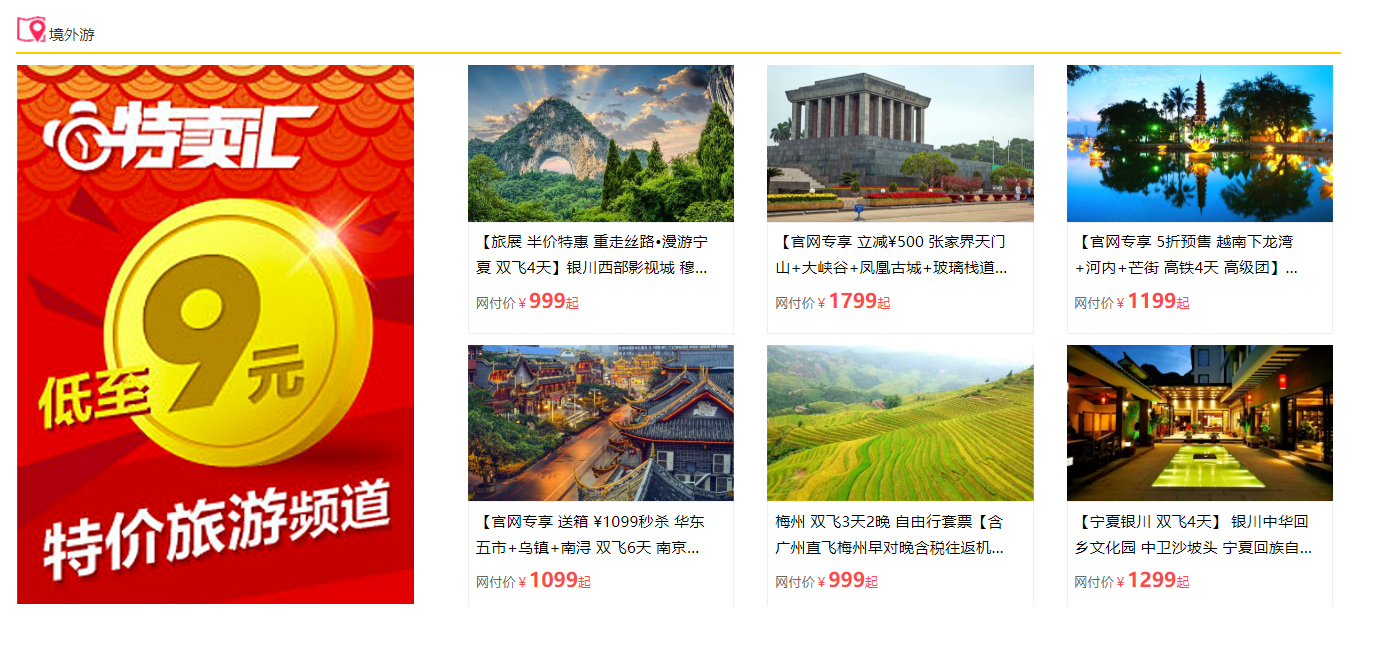 境外游
特卖汇
低至9元
特价旅游频道
【旅展 半价特惠 重走丝路•漫游宁
夏 双飞4天】银川西部影视城 穆...
网付价￥999起
【官网专享 立减¥500 张家界天门
山+大峡谷+凤凰古城+玻璃栈道...
网付价￥1799起
【官网专享 5折预售 越南下龙湾
+河内+芒街 高铁4天 高级团】...
网付价￥1199起
【官网专享 送箱 ¥1099秒杀 华东
五市+乌镇+南浔 双飞6天 南京...
网付价￥1099起
梅州 双飞3天2晚 自由行套票【含
广州直飞梅州早对晚含税往返机...
网付价￥999起
【宁夏银川 双飞4天】 银川中华回
乡文化园 中卫沙坡头 宁夏回族自...
网付价￥1299起